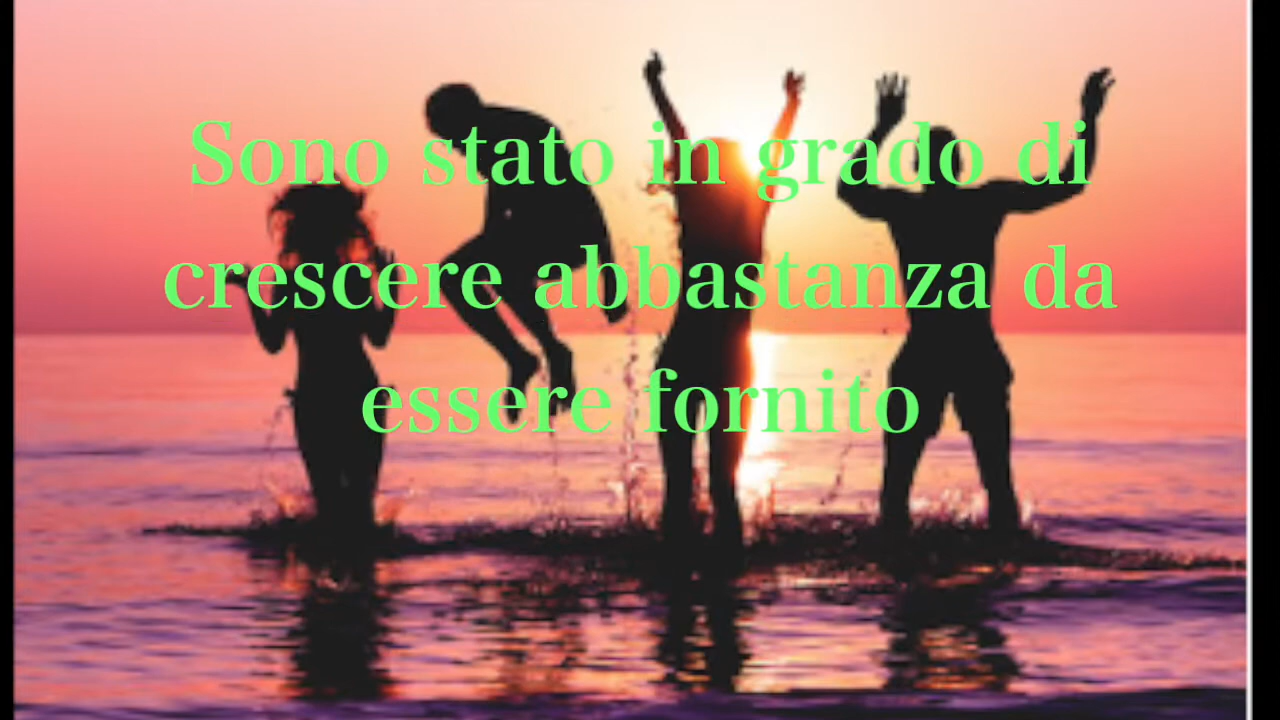 Sono stato in grado di
crescere abbastanza da
essere fornito